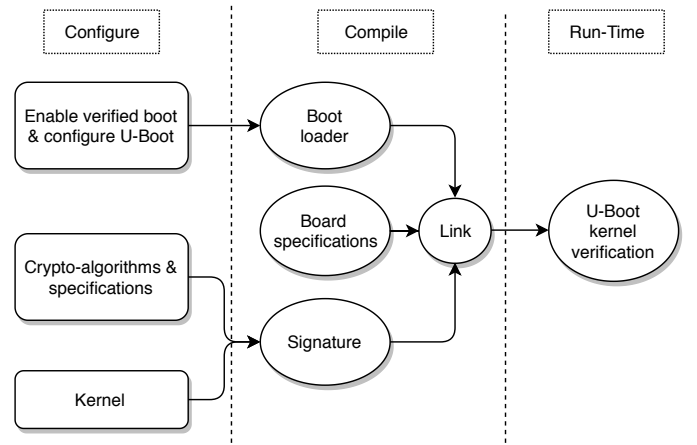 Configure
Compile
Run-Time
Enable verified boot
& configure U-Boot
Boot
loader
Board
specifications
Link
U-Boot
kernel
verification
Crypto-algorithms &
specifications
Signature
Kernel